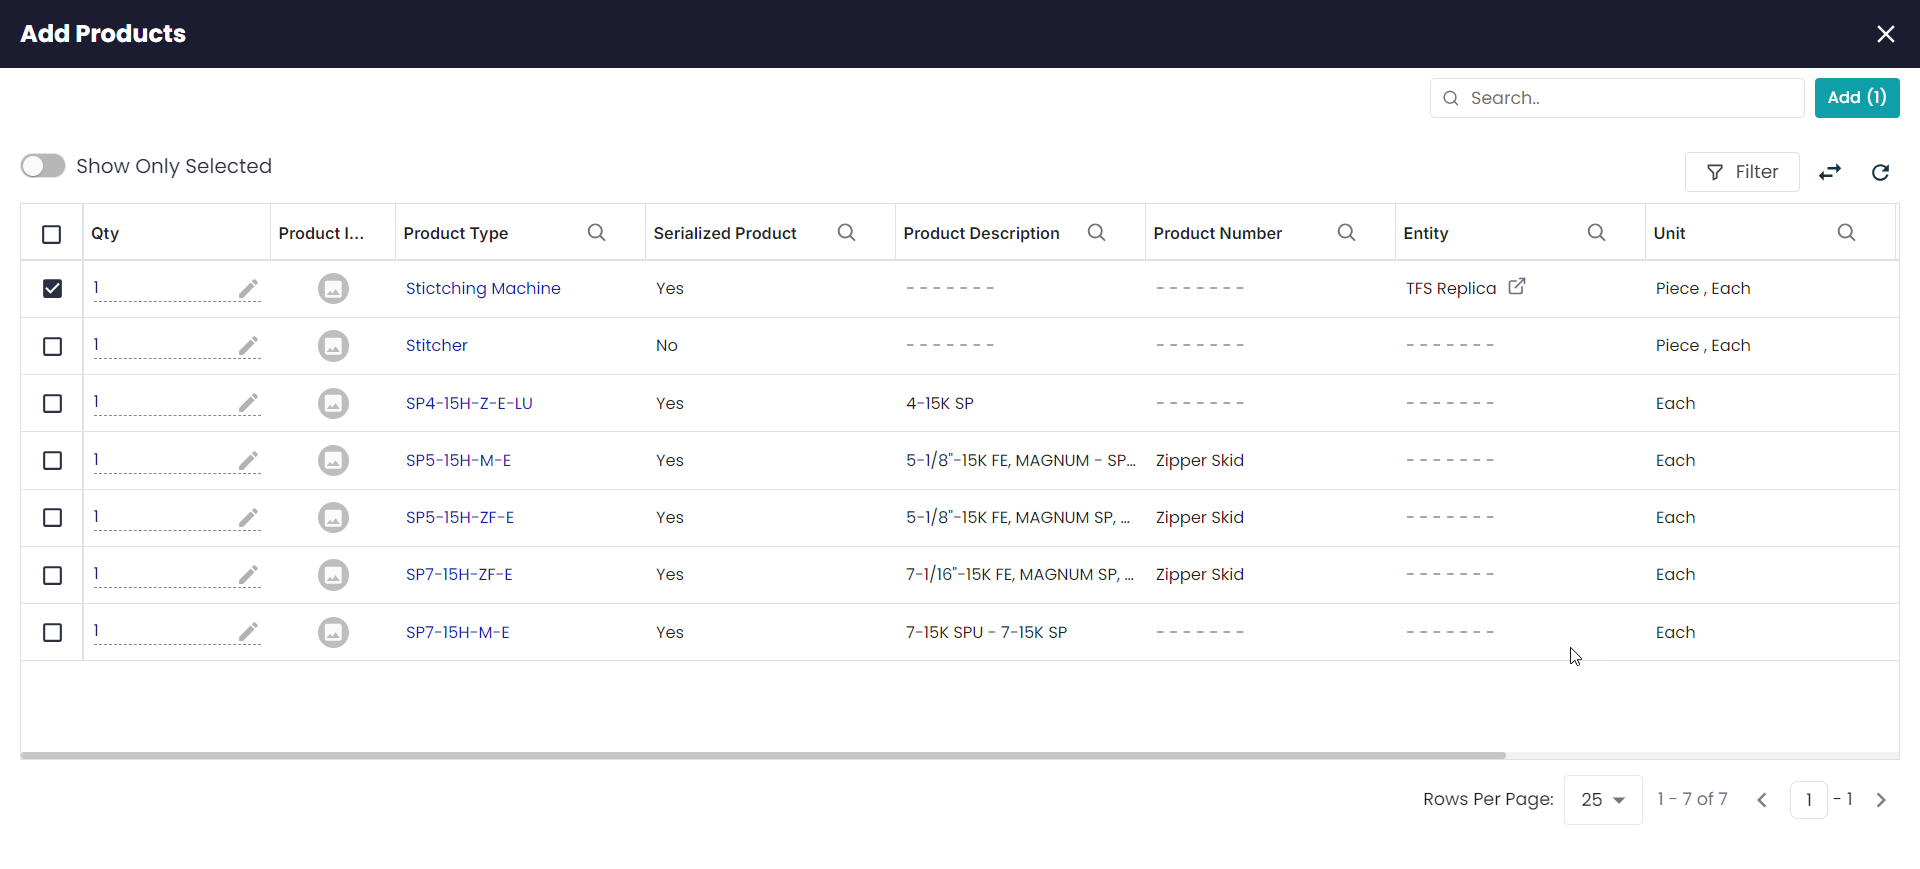 Add Products
Search..
Add (1)
Show Only Selected
Filter
Qty Product I... Product Type Serialized Product Product Description Product Number Entity Unit
1 Stictching Machine Yes - - - - - - - - - - - - - - TFS Replica Piece , Each
1 Stitcher No - - - - - - - - - - - - - - - - - - - - - Piece , Each
1 SP4-15H-Z-E-LU Yes 4-15K SP - - - - - - - - - - - - - - Each
1 SP5-15H-M-E Yes 5-1/8"-15K FE, MAGNUM - SP... Zipper Skid - - - - - - - Each
1 SP5-15H-ZF-E Yes 5-1/8"-15K FE, MAGNUM SP, ... Zipper Skid - - - - - - - Each
1 SP7-15H-ZF-E Yes 7-1/16"-15K FE, MAGNUM SP, ... Zipper Skid - - - - - - - Each
1 SP7-15H-M-E Yes 7-15K SPU - 7-15K SP - - - - - - - - - - - - - - Each
Rows Per Page: 25 1 - 7 of 7 1 - 1